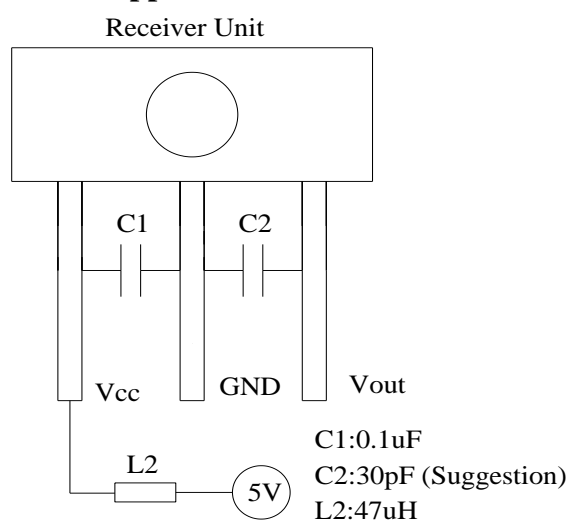 Receiver Unit
C1 C2
Vcc GND Vout
C1:0.1uF
L2
C2:30pF (Suggestion)
5V
L2:47uH